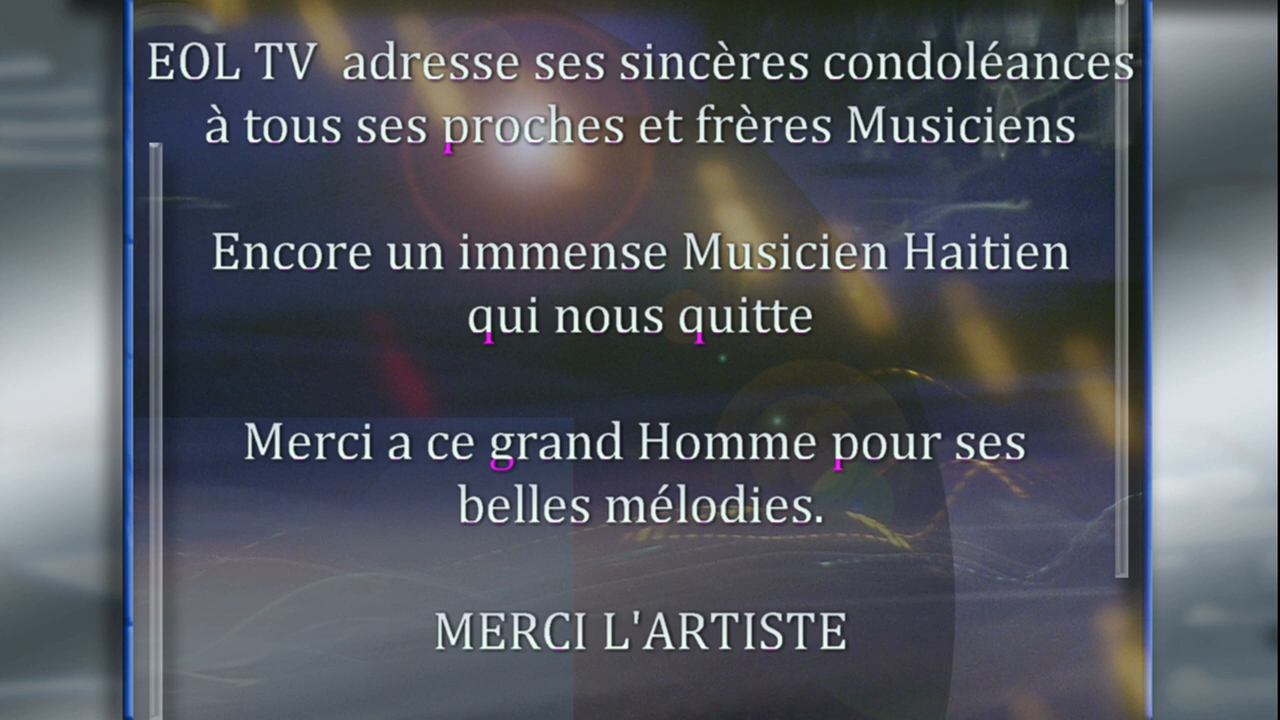 EOL TV adresse ses sincères condoléances
à tous ses proches et frères Musiciens
Encore un immense Musicien Haitien
qui nous quitte
Merci a ce grand Homme pour ses
belles mélodies.
MERCI L'ARTISTE